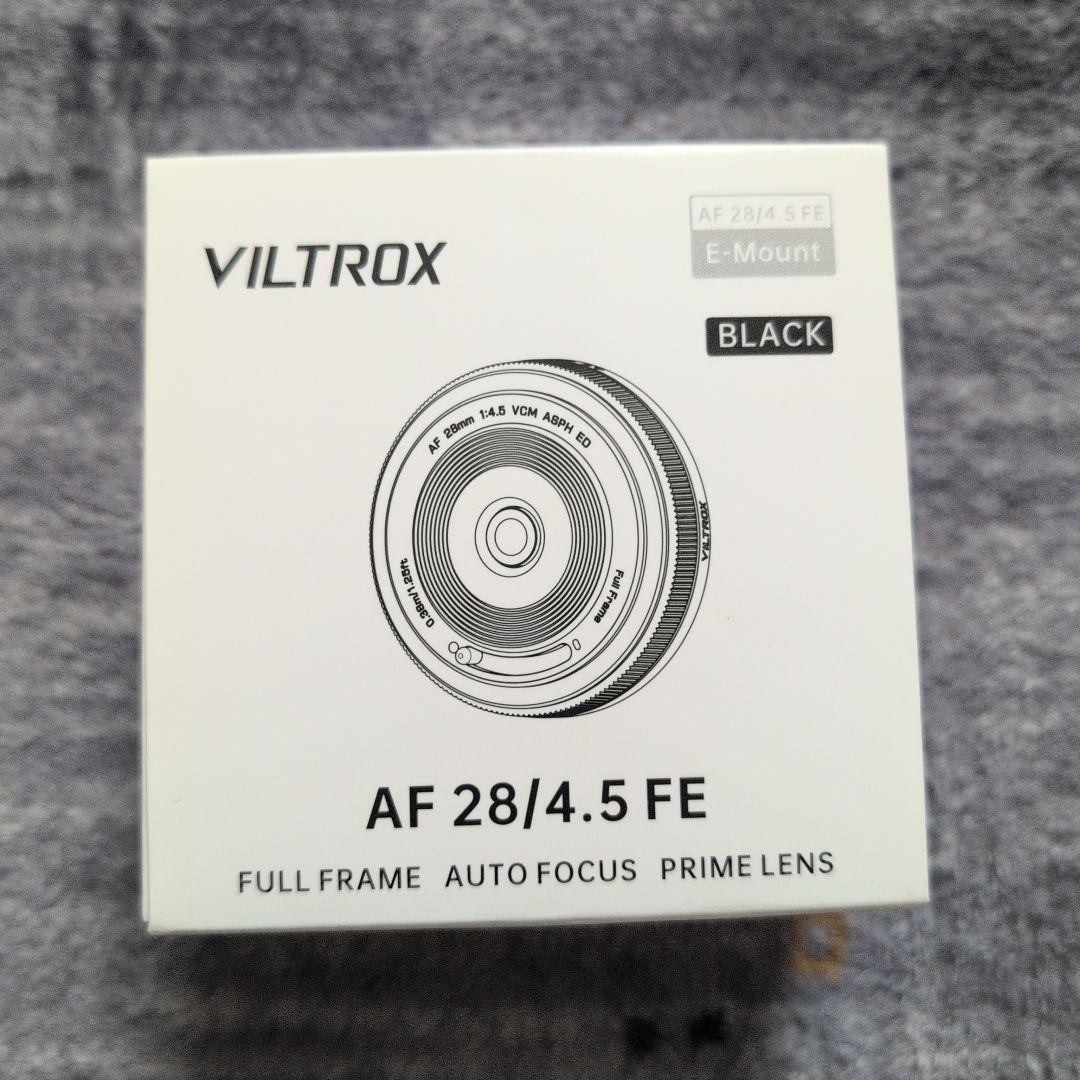 VILTROX
AF 28/4.5 FE
E-Mount
BLACK
AF 28mm 1:4.5 VCM ASPH ED
VILTROX
0.38m/1.25ft
Full Frame
AF 28/4.5 FE
FULL FRAME AUTO FOCUS PRIME LENS